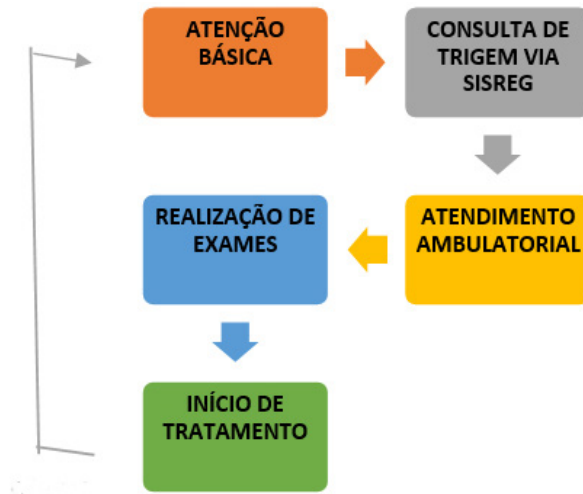 ATENÇÃO
BÁSICA
CONSULTA DE
TRIGEM VIA
SISREG
REALIZAÇÃO DE
EXAMES
ATENDIMENTO
AMBULATORIAL
INÍCIO DE
TRATAMENTO